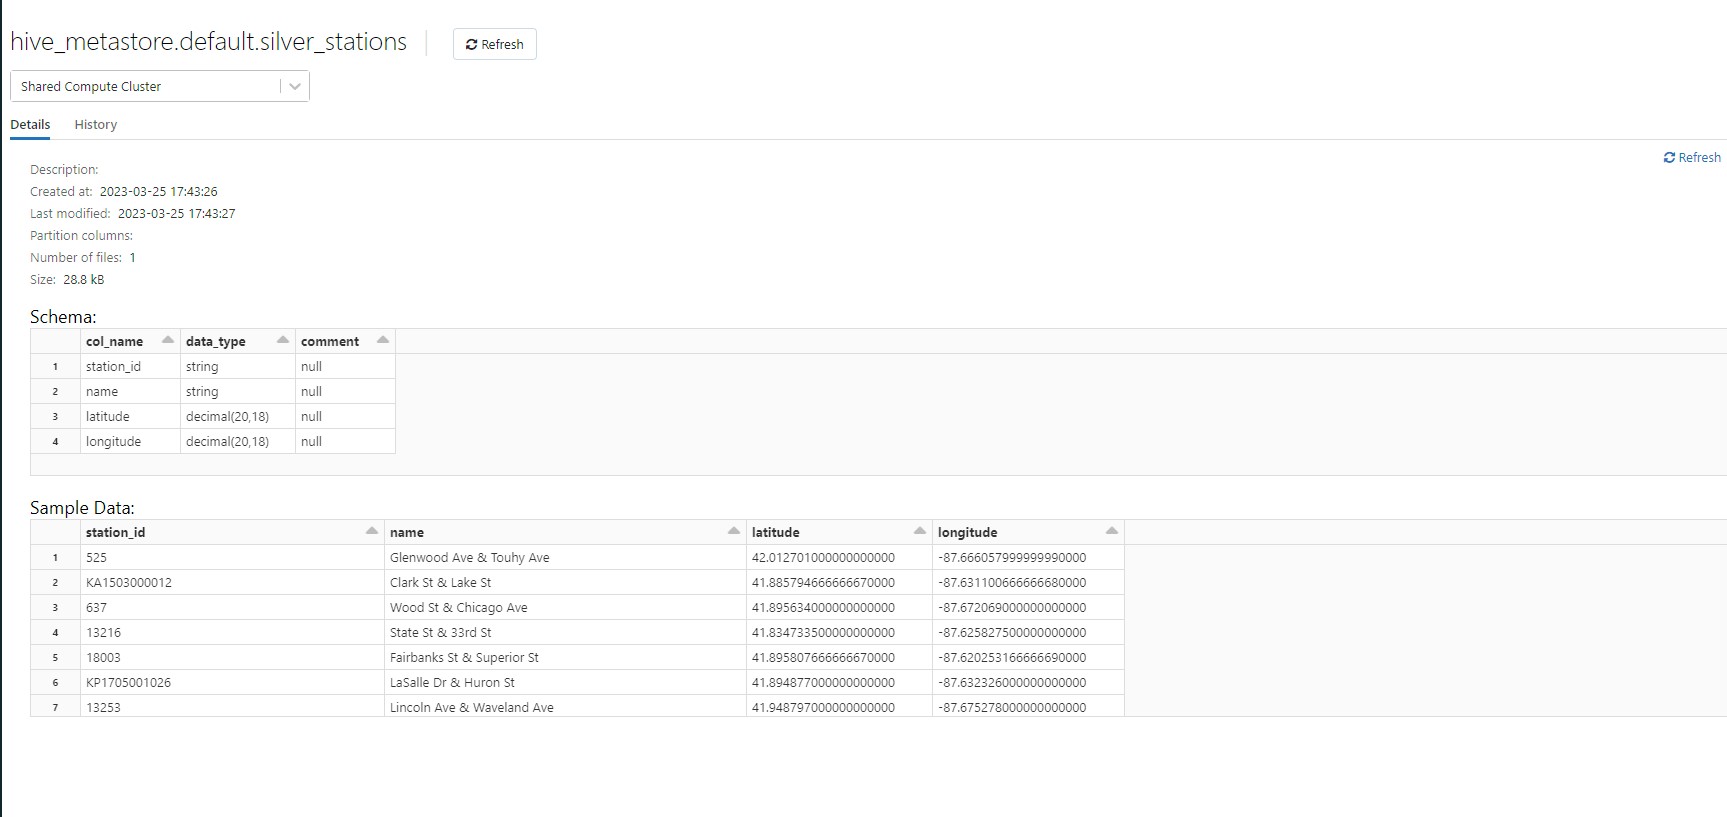 hive_metastore.default.silver_stations
Refresh
Shared Compute Cluster
Details History
Refresh
Description:
Created at: 2023-03-25 17:43:26
Last modified: 2023-03-25 17:43:27
Partition columns:
Number of files: 1
Size: 28.8 kB
Schema:
col_name data_type comment
1 station_id string null
2 name string null
3 latitude decimal(20,18) null
4 longitude decimal(20,18) null
Sample Data:
station_id name latitude longitude
1 525 Glenwood Ave & Touhy Ave 42.012701000000000000 -87.666057999999990000
2 KA1503000012 Clark St & Lake St 41.885794666666670000 -87.631100666666680000
3 637 Wood St & Chicago Ave 41.895634000000000000 -87.672069000000000000
4 13216 State St & 33rd St 41.834733500000000000 -87.625827500000000000
5 18003 Fairbanks St & Superior St 41.895807666666670000 -87.620253166666690000
6 KP1705001026 LaSalle Dr & Huron St 41.894877000000000000 -87.632326000000000000
7 13253 Lincoln Ave & Waveland Ave 41.948797000000000000 -87.675278000000000000